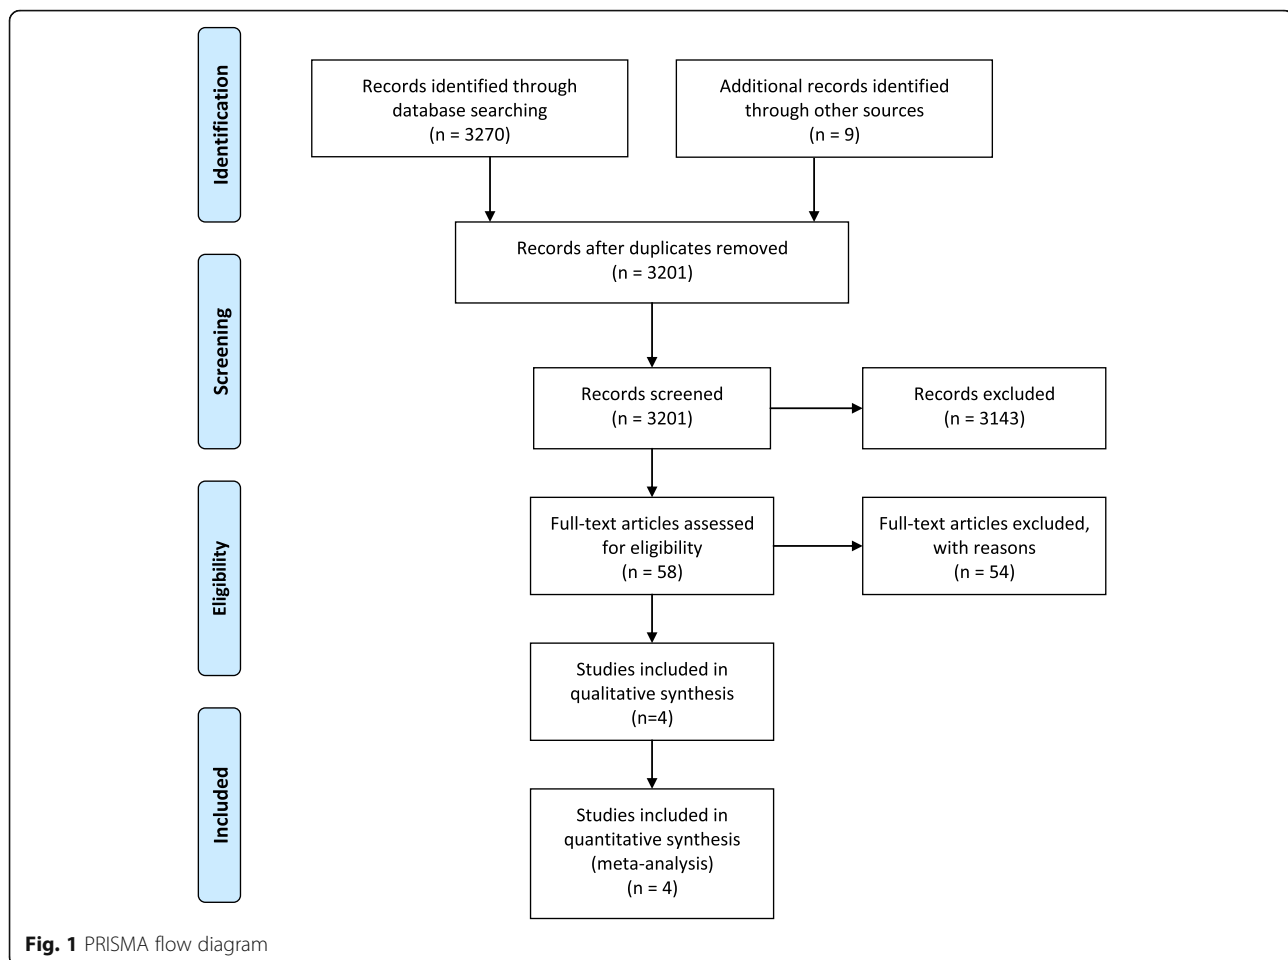 Identification
Records identified through
database searching
(n = 3270)
Additional records identified
through other sources
(n = 9)
Records after duplicates removed
(n = 3201)
Screening
Records screened
(n = 3201)
Records excluded
(n = 3143)
Eligibility
Full-text articles assessed
for eligibility
(n = 58)
Full-text articles excluded,
with reasons
(n = 54)
Studies included in
qualitative synthesis
(n=4)
Included
Studies included in
quantitative synthesis
(meta-analysis)
(n = 4)
Fig. 1 PRISMA flow diagram